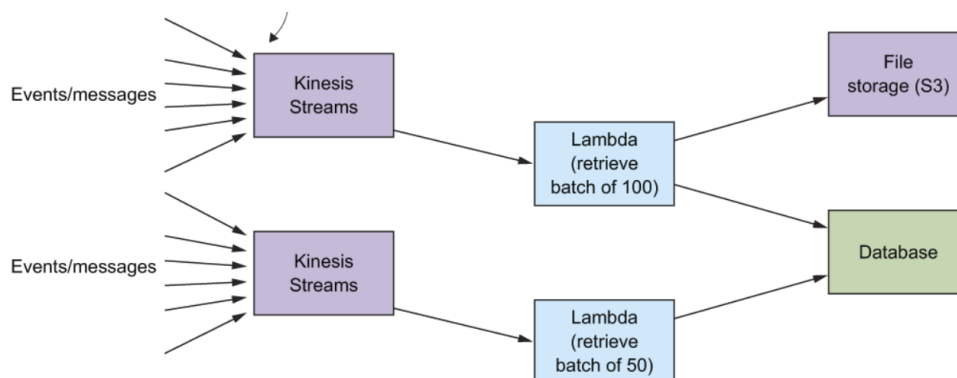 Events/messages
Kinesis
Streams
File
storage (S3)
Lambda
(retrieve
batch of 100)
Events/messages
Kinesis
Streams
Database
Lambda
(retrieve
batch of 50)